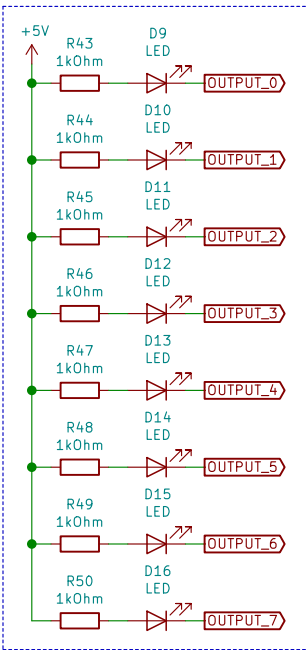 +5V
R43
1kOhm
D9
LED
OUTPUT_0
R44
1kOhm
D10
LED
OUTPUT_1
R45
1kOhm
D11
LED
OUTPUT_2
R46
1kOhm
D12
LED
OUTPUT_3
R47
1kOhm
D13
LED
OUTPUT_4
R48
1kOhm
D14
LED
OUTPUT_5
R49
1kOhm
D15
LED
OUTPUT_6
R50
1kOhm
D16
LED
OUTPUT_7